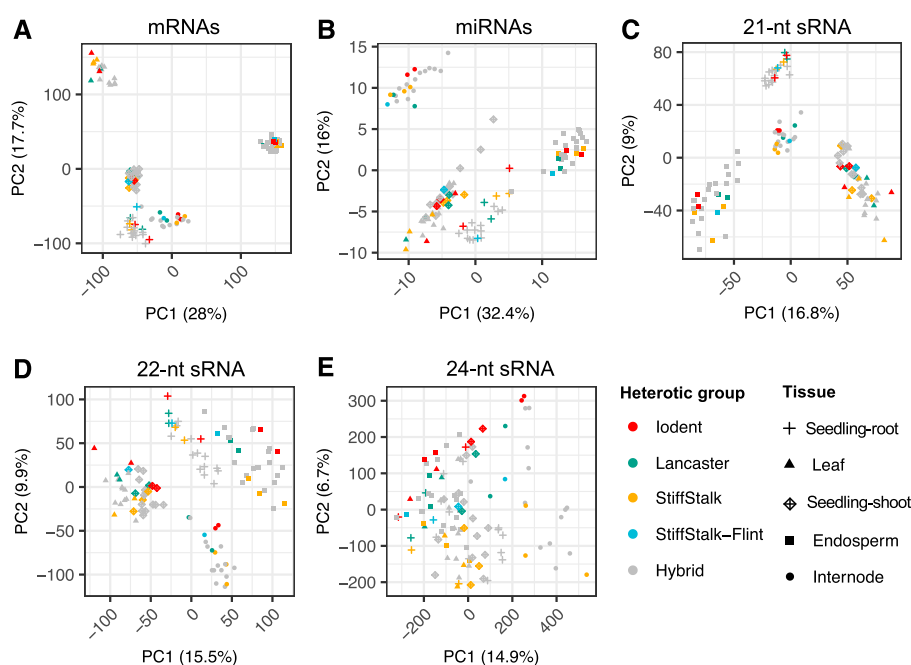 A
mRNAs
PC2 (17.7%)
100
0
−100
−100
0
100
PC1 (28%)
B
miRNAs
PC2 (16%)
15
10
5
0
−5
−10
−10
0
10
PC1 (32.4%)
C
21-nt sRNA
PC2 (9%)
80
40
0
−40
−50
0
50
PC1 (16.8%)
D
22-nt sRNA
PC2 (9.9%)
100
50
0
−50
−100
−100
−50
0
50
100
PC1 (15.5%)
E
24-nt sRNA
PC2 (6.7%)
300
200
100
0
−100
−200
−200
0
200
400
PC1 (14.9%)
Heterotic group
Iodent
Lancaster
StiffStalk
StiffStalk−Flint
Hybrid
Tissue
Seedling-root
Leaf
Seedling-shoot
Endosperm
Internode